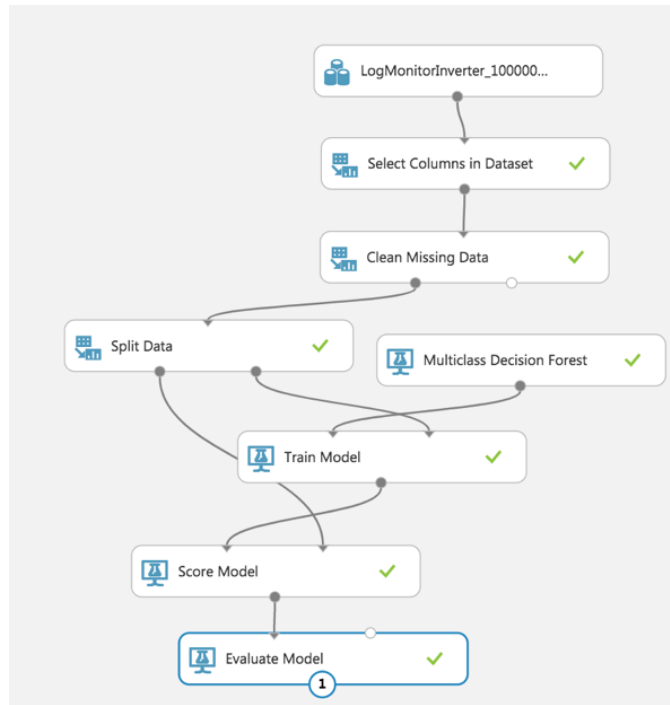 LogMonitorInverter_100000...
Select Columns in Dataset
Clean Missing Data
Split Data
Multiclass Decision Forest
Train Model
Score Model
Evaluate Model
1